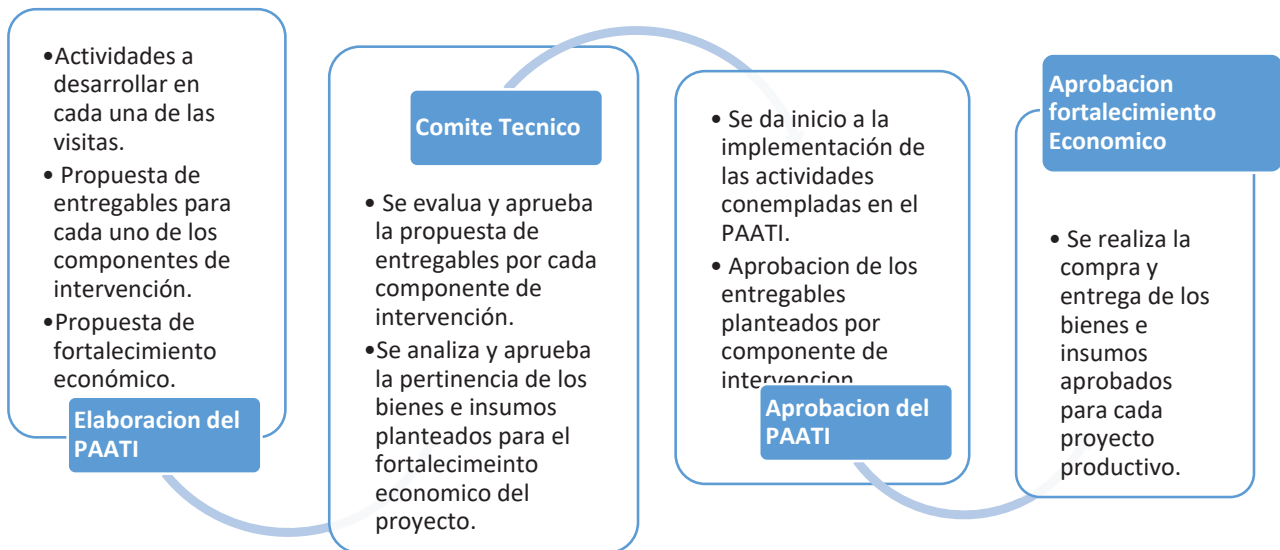 •Actividades a
desarrollar en
cada una de las
visitas.
• Propuesta de
entregables para
cada uno de los
componentes de
intervención.
•Propuesta de
fortalecimiento
económico.
Elaboracion del
PAATI
Comite Tecnico
• Se evalua y aprueba
la propuesta de
entregables por cada
componente de
intervención.
•Se analiza y aprueba
la pertinencia de los
bienes e insumos
planteados para el
fortalecimeinto
economico del
proyecto.
• Se da inicio a la
implementación de
las actividades
conempladas en el
PAATI.
• Aprobacion de los
entregables
planteados por
componente de
intervencion
Aprobacion del
PAATI
Aprobacion
fortalecimiento
Economico
• Se realiza la
compra y
entrega de los
bienes e
insumos
aprobados
para cada
proyecto
productivo.